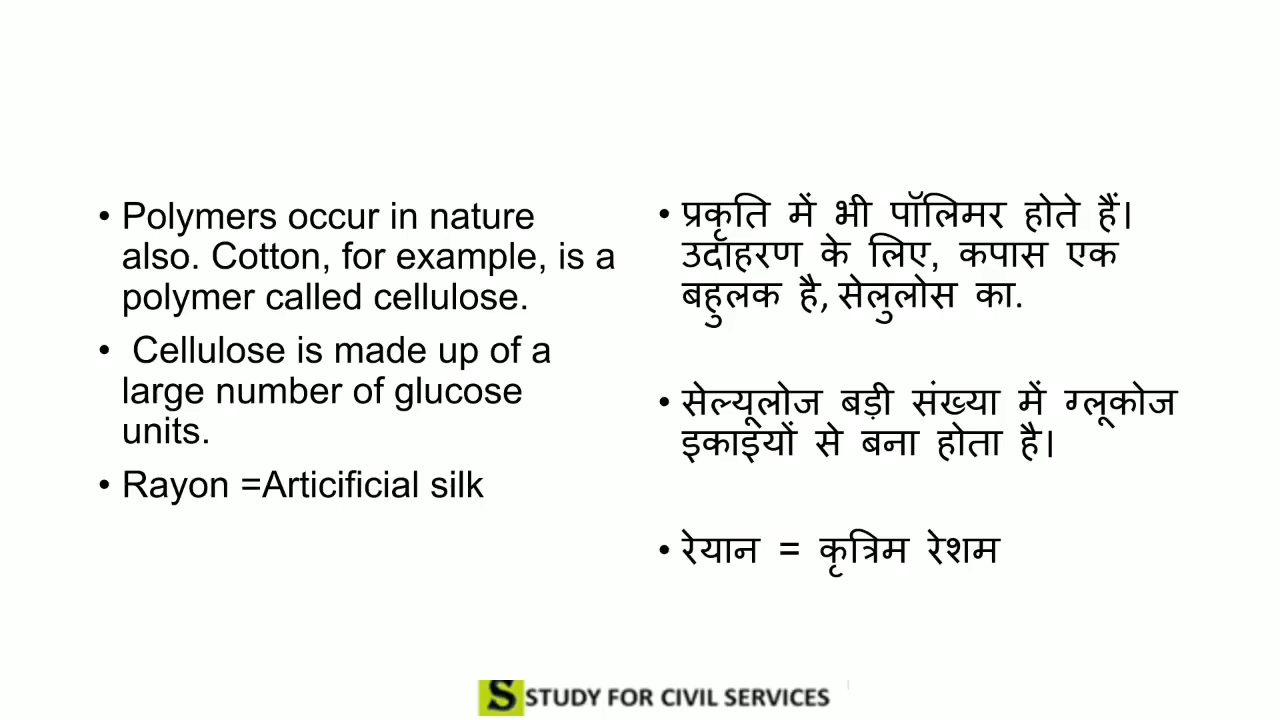 • Polymers occur in nature
also. Cotton, for example, is a
polymer called cellulose.
• Cellulose is made up of a
large number of glucose
units.
• Rayon =Articificial silk
• प्रकृति में भी पॉलिमर होते हैं।
उदाहरण के लिए, कपास एक
बहुलक है, सेलुलोस का.
• सेल्यूलोज बड़ी संख्या में ग्लूकोज
इकाइयों से बना होता है।
• रेयान = कृत्रिम रेशम
S STUDY FOR CIVIL SERVICES